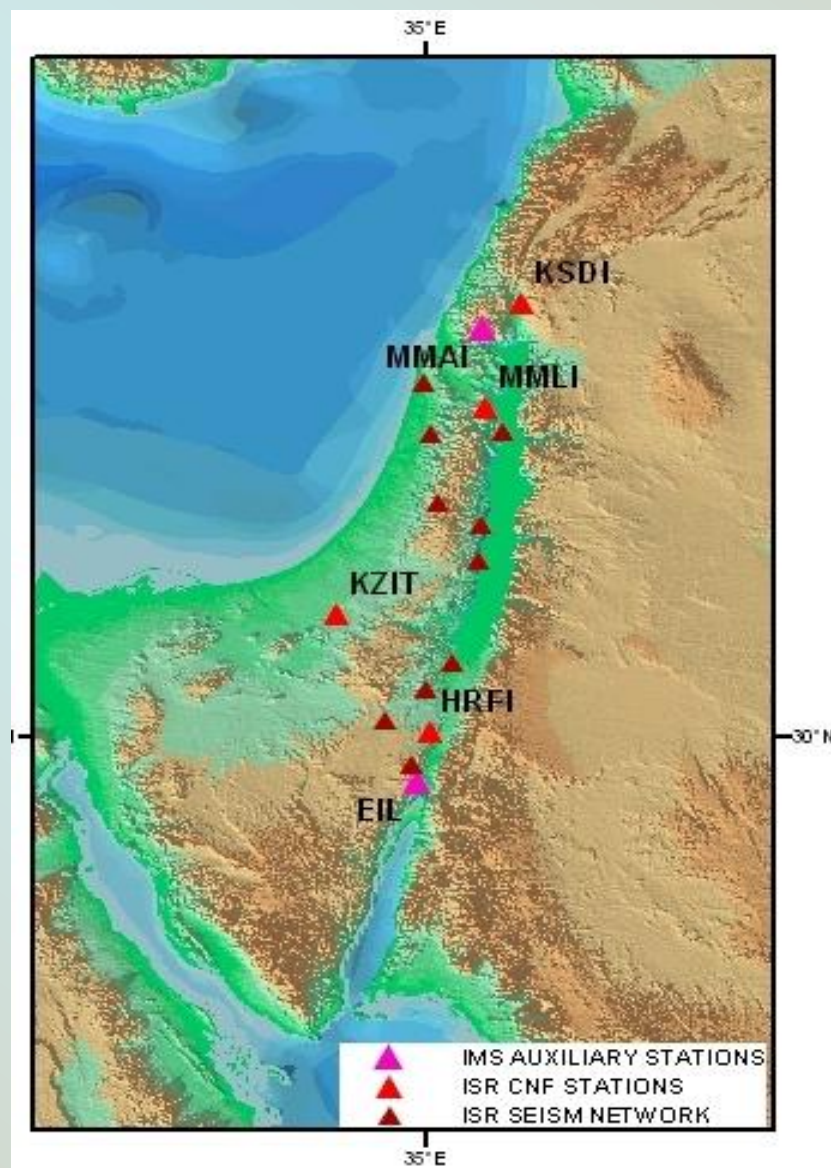 35°E
KSDI
MMAI
MMLI
KZIT
HRFI
30°N
EIL
IMS AUXILIARY STATIONS
ISR CNF STATIONS
ISR SEISM NETWORK
35°E